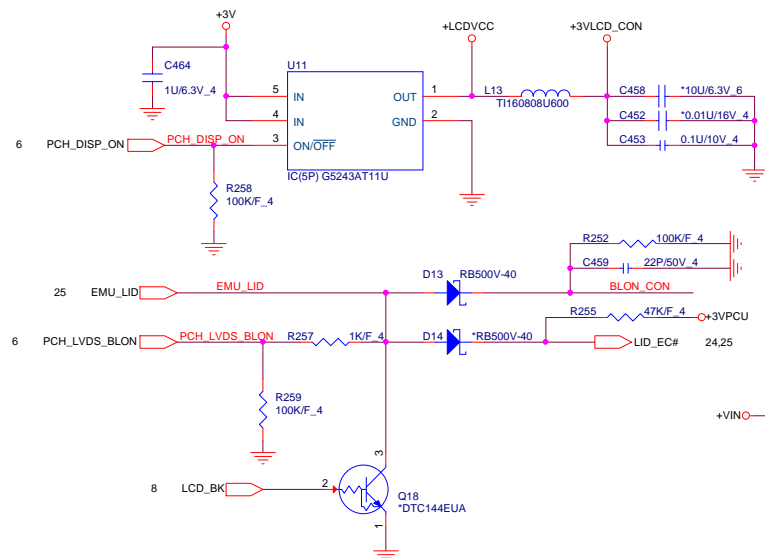 +3V
+LCDVCC
+3VLCD_CON
C464
1U/6.3V_4
U11
5
IN
4
IN
3
ON/OFF
OUT
1
GND
2
IC(5P) G5243AT11U
L13
TI160808U600
C458
*10U/6.3V_6
C452
*0.01U/16V_4
C453
0.1U/10V_4
6
PCH_DISP_ON
PCH_DISP_ON
R258
100K/F_4
R252
100K/F_4
C459
22P/50V_4
BLON_CON
25
EMU_LID
EMU_LID
D13
RB500V-40
R255
47K/F_4
+3VPCU
6
PCH_LVDS_BLON
PCH_LVDS_BLON
R257
1K/F_4
D14
*RB500V-40
LID_EC#
24,25
R259
100K/F_4
+VIN
3
8
LCD_BK
2
Q18
*DTC144EUA
1